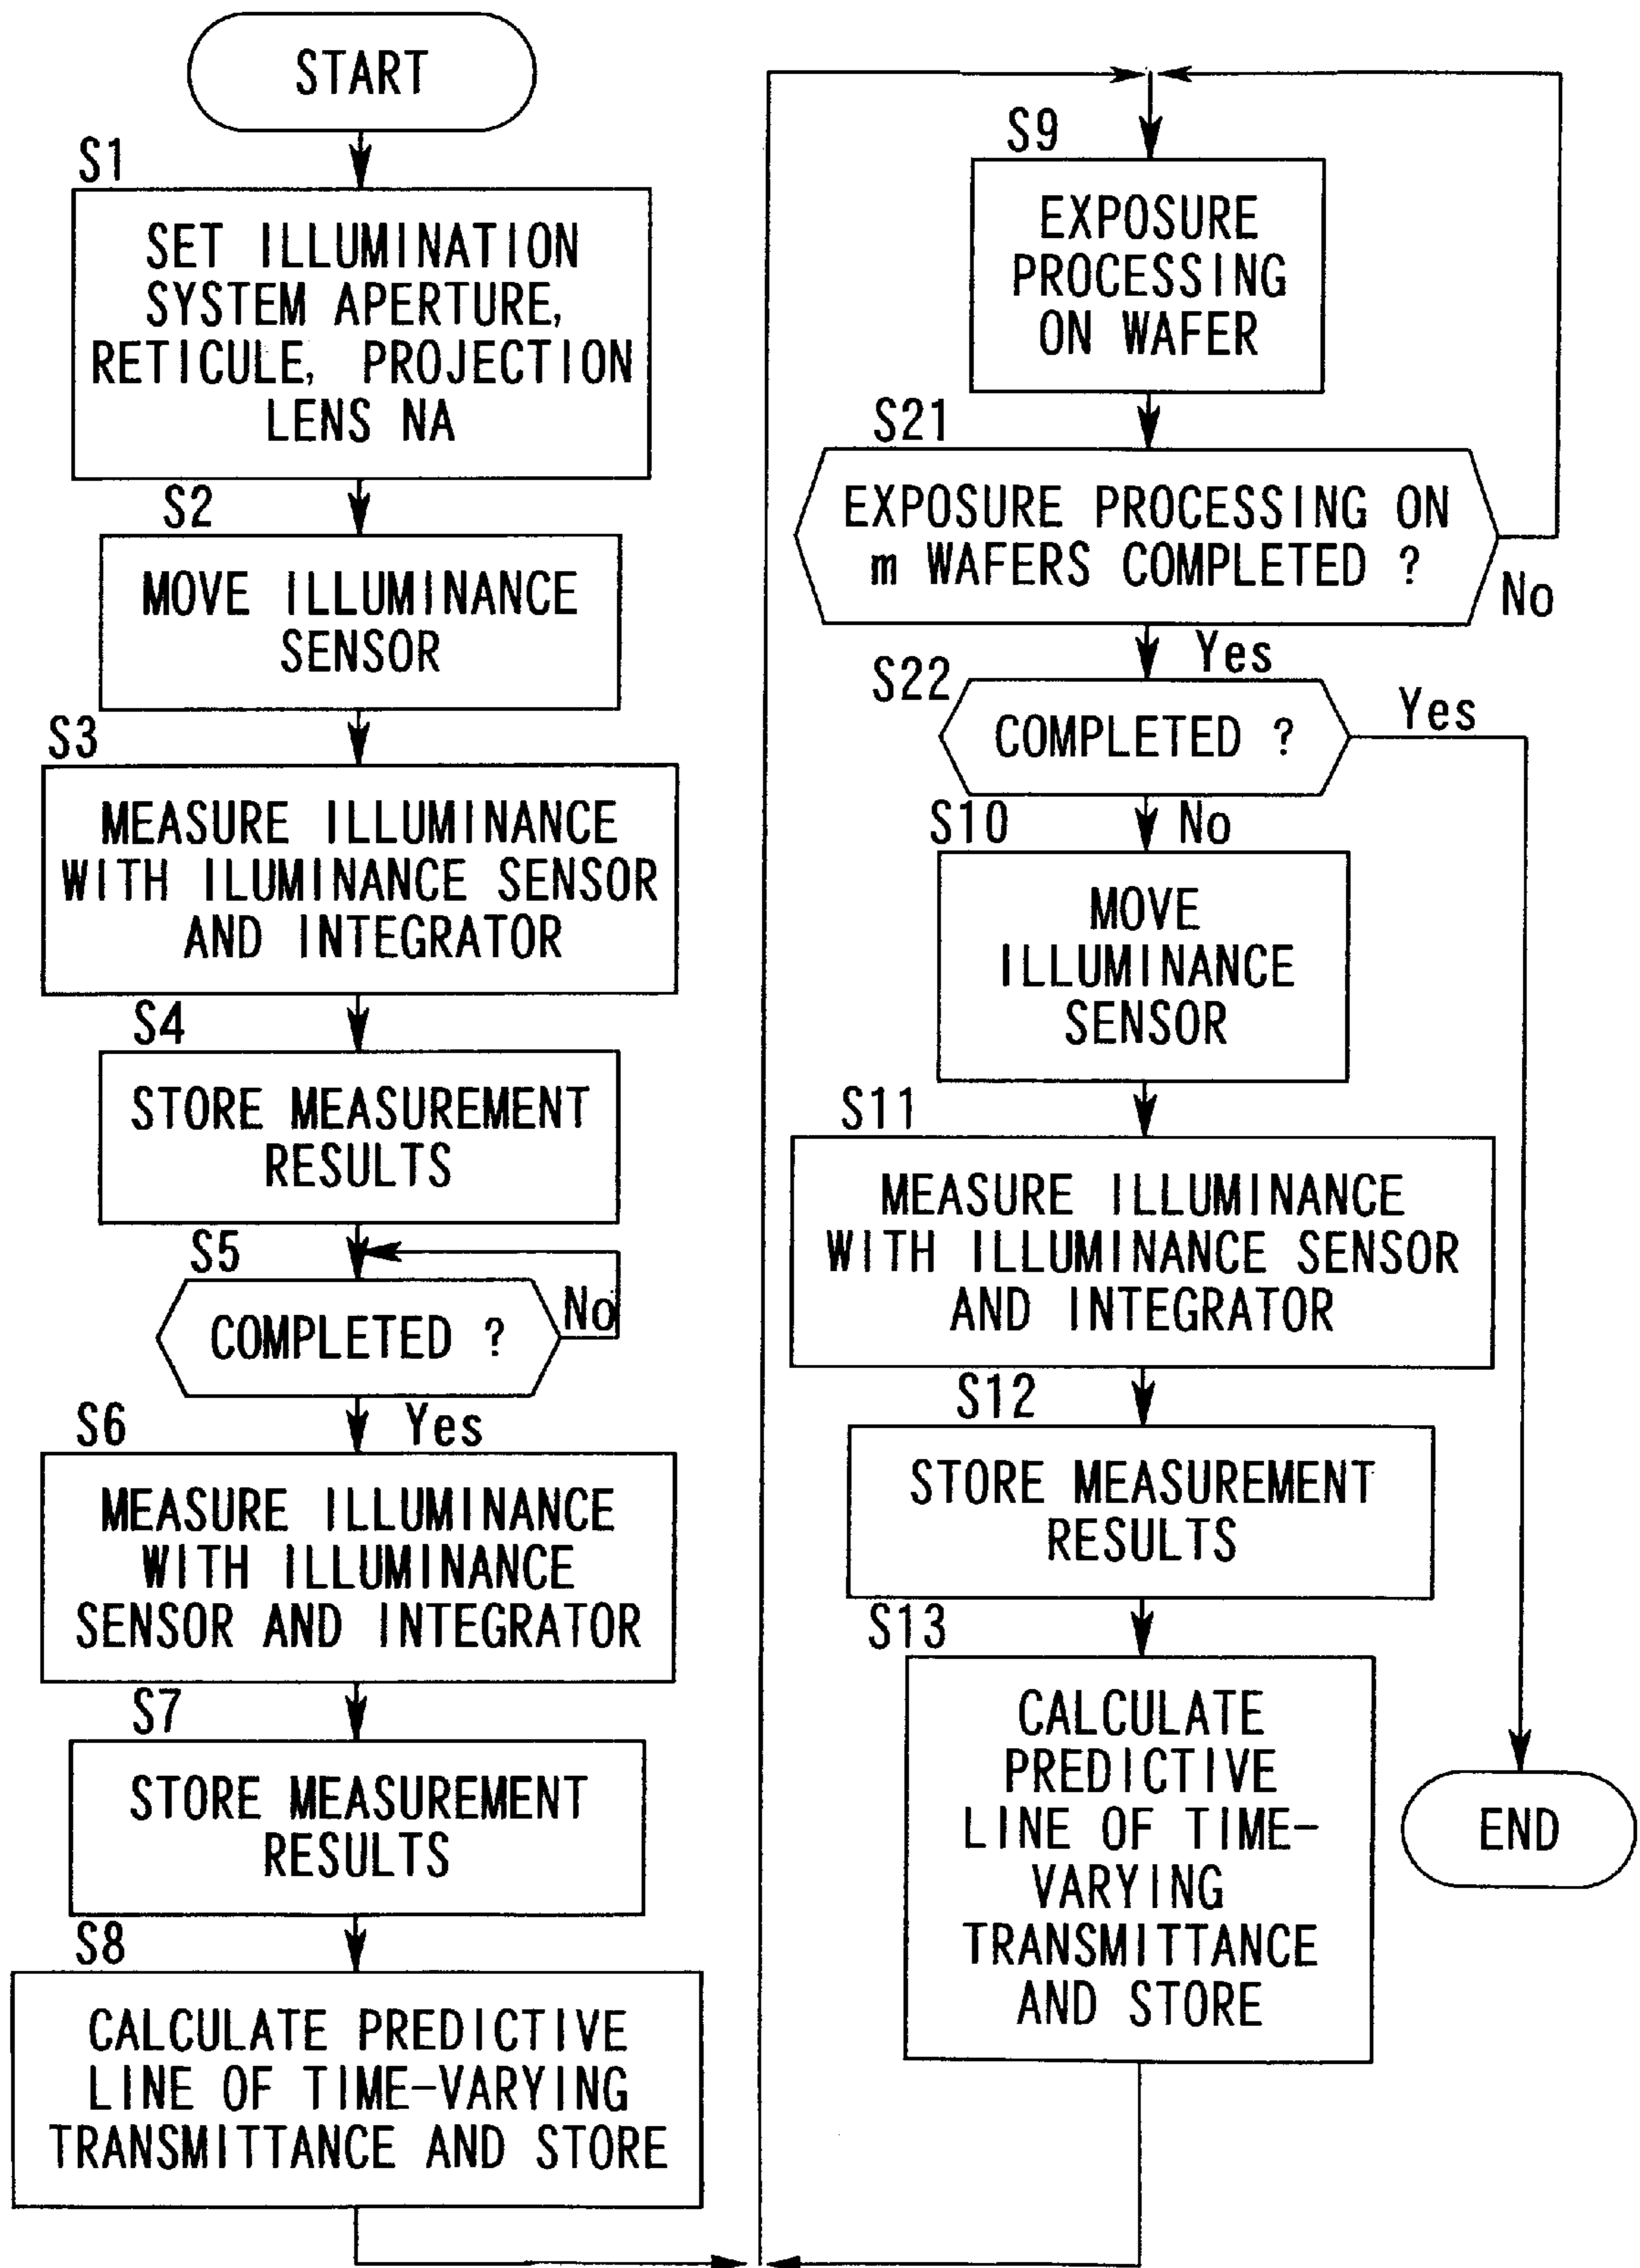 START
S1
SET ILLUMINATION
SYSTEM APERTURE,
RETICULE, PROJECTION
LENS NA
S2
MOVE ILLUMINANCE
SENSOR
S3
MEASURE ILLUMINANCE
WITH ILUMINANCE SENSOR
AND INTEGRATOR
S4
STORE MEASUREMENT
RESULTS
S5
COMPLETED ?
No
Yes
S6
MEASURE ILLUMINANCE
WITH ILLUMINANCE
SENSOR AND INTEGRATOR
S7
STORE MEASUREMENT
RESULTS
S8
CALCULATE PREDICTIVE
LINE OF TIME-VARYING
TRANSMITTANCE AND STORE
S9
EXPOSURE
PROCESSING
ON WAFER
S21
EXPOSURE PROCESSING ON
m WAFERS COMPLETED ?
No
Yes
S22
COMPLETED ?
Yes
No
S10
MOVE
ILLUMINANCE
SENSOR
S11
MEASURE ILLUMINANCE
WITH ILLUMINANCE SENSOR
AND INTEGRATOR
S12
STORE MEASUREMENT
RESULTS
S13
CALCULATE
PREDICTIVE
LINE OF TIME-
VARYING
TRANSMITTANCE
AND STORE
END